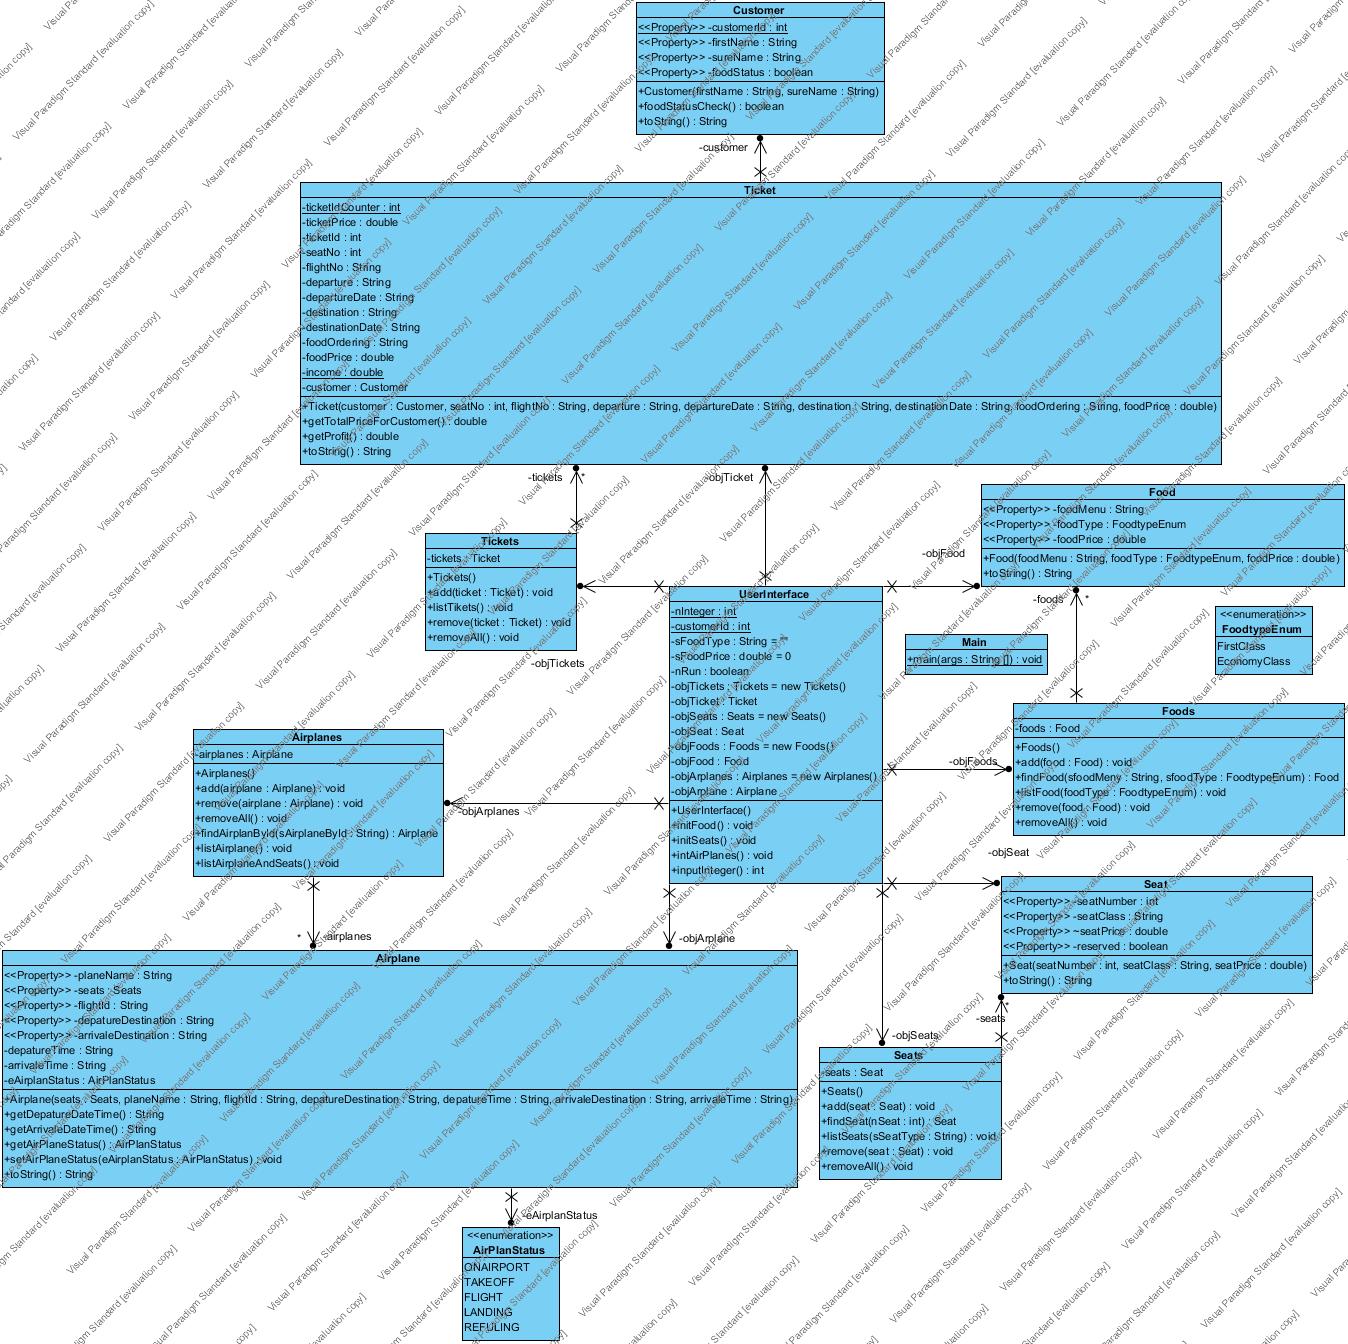 Customer
<<Property>> -customerId : int
<<Property>> -firstName : String
<<Property>> -sureName : String
<<Property>> -foodStatus : boolean
+Customer(firstName : String, sureName : String)
+foodStatusCheck() : boolean
+toString() : String
-customer
Ticket
-ticketIdCounter : int
-ticketPrice : double
-ticketId : int
-seatNo : int
-flightNo : String
-departure : String
-departureDate : String
-destination : String
-destinationDate : String
-foodOrdering : String
-foodPrice : double
-income : double
-customer : Customer
+Ticket(customer : Customer, seatNo : int, flightNo : String, departure : String, departureDate : String, destination : String, destinationDate : String, foodOrdering : String, foodPrice : double)
+getTotalPriceForCustomer() : double
+getProfit() : double
+toString() : String
-tickets
*
-objTicket
Tickets
-tickets : Ticket
+Tickets()
+add(ticket : Ticket) : void
+listTikets() : void
+remove(ticket : Ticket) : void
+removeAll() : void
-objTickets
Food
<<Property>> -foodMenu : String
<<Property>> -foodType : FoodtypeEnum
<<Property>> -foodPrice : double
+Food(foodMenu : String, foodType : FoodtypeEnum, foodPrice : double)
+toString() : String
-objFood
-foods
*
UserInterface
-nInteger : int
-customerId : int
-sFoodType : String = ""
-sFoodPrice : double = 0
-nRun : boolean
-objTickets : Tickets = new Tickets()
-objTicket : Ticket
-objSeats : Seats = new Seats()
-objSeat : Seat
-objFoods : Foods = new Foods()
-objFood : Food
-objArplanes : Airplanes = new Airplanes()
-objArplane : Airplane
+UserInterface()
+initFood() : void
+initSeats() : void
+intAirPlanes() : void
+inputInteger() : int
Main
+main(args : String []) : void
<<enumeration>>
FoodtypeEnum
FirstClass
EconomyClass
Foods
-foods : Food
+Foods()
+add(food : Food) : void
+findFood(sfoodMenu : String, sfoodType : FoodtypeEnum) : Food
+listFood(foodType : FoodtypeEnum) : void
+remove(food : Food) : void
+removeAll() : void
-objFoods
Airplanes
-airplanes : Airplane
+Airplanes()
+add(airplane : Airplane) : void
+remove(airplane : Airplane) : void
+removeAll() : void
+findAirplanById(sAirplaneById : String) : Airplane
+listAirplane() : void
+listAirplaneAndSeats() : void
-objArplanes
*
-airplanes
-objArplane
-objSeat
Seat
<<Property>> -seatNumber : int
<<Property>> -seatClass : String
<<Property>> ~seatPrice : double
<<Property>> -reserved : boolean
+Seat(seatNumber : int, seatClass : String, seatPrice : double)
+toString() : String
-seats
*
-objSeats
Airplane
<<Property>> -planeName : String
<<Property>> -seats : Seats
<<Property>> -flightId : String
<<Property>> -depatureDestination : String
<<Property>> -arrivaleDestination : String
-depatureTime : String
-arrivaleTime : String
-eAirplanStatus : AirPlanStatus
+Airplane(seats : Seats, planeName : String, flightId : String, depatureDestination : String, depatureTime : String, arrivaleDestination : String, arrivaleTime : String)
+getDepatureDateTime() : String
+getArrivaleDateTime() : String
+getAirPlaneStatus() : AirPlanStatus
+setAirPlaneStatus(eAirplanStatus : AirPlanStatus) : void
+toString() : String
Seats
-seats : Seat
+Seats()
+add(seat : Seat) : void
+findSeat(nSeat : int) : Seat
+listSeats(sSeatType : String) : void
+remove(seat : Seat) : void
+removeAll() : void
-eAirplanStatus
<<enumeration>>
AirPlanStatus
ONAIRPORT
TAKEOFF
FLIGHT
LANDING
REFULING
Visual Paradigm Standard [evaluation copy]